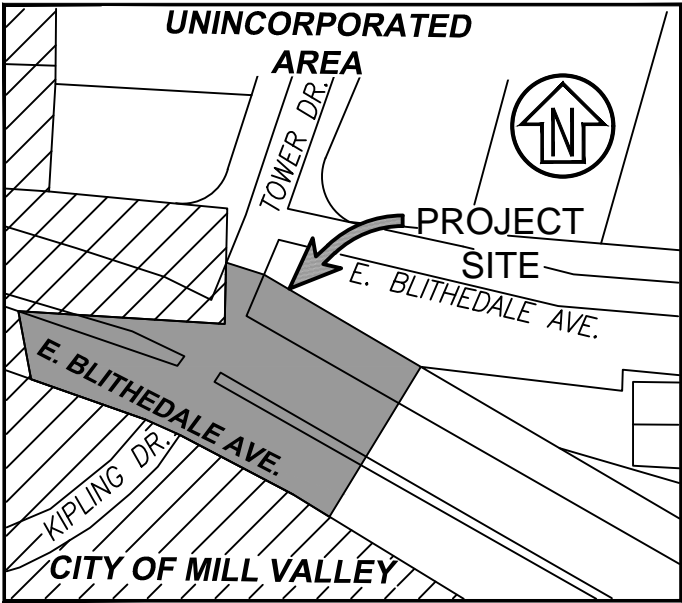 UNINCORPORATED
AREA
TOWER DR.
N
PROJECT
SITE
E. BLITHEDALE AVE.
E. BLITHEDALE AVE.
KIPLING DR.
CITY OF MILL VALLEY